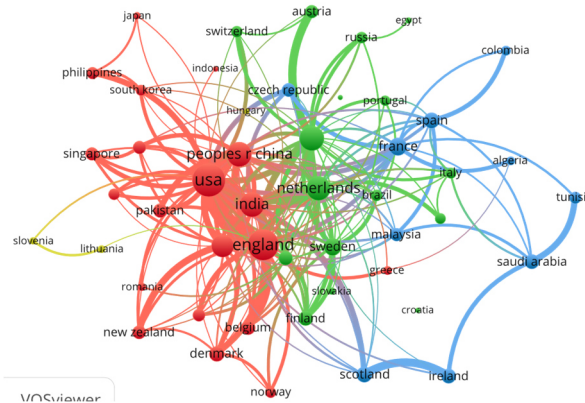 japan
austria
egypt
switzerland
russia
colombia
philippines
indonesia
south korea
czech republic
portugal
hungary
spain
france
singapore
peoples r china
algeria
italy
usa
netherlands
brazil
tunisi
india
pakistan
malaysia
slovenia
lithuania
england
sweden
saudi arabia
greece
romania
slovakia
croatia
finland
new zealand
belgium
denmark
scotland
ireland
norway
VOSviewer